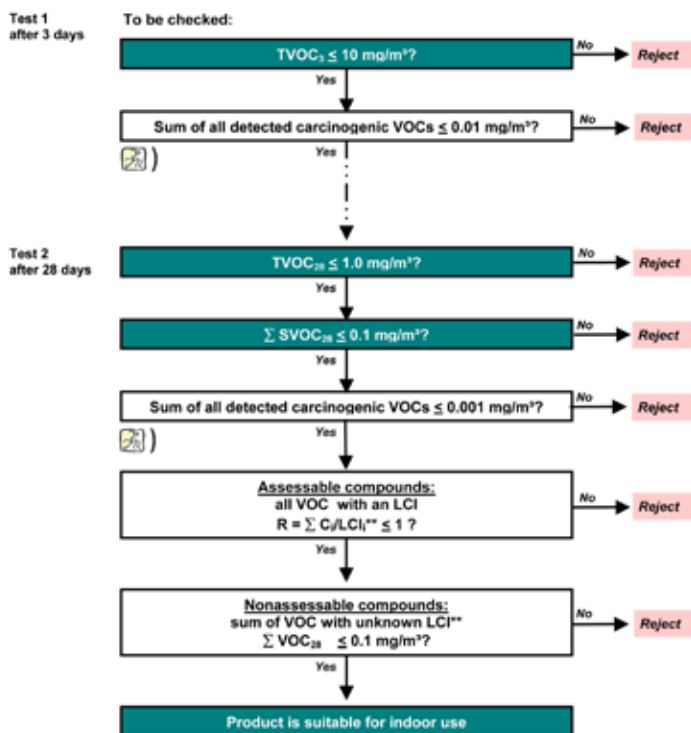 Test 1
after 3 days
To be checked:
TVOC₃ ≤ 10 mg/m³?
No
Reject
Yes
Sum of all detected carcinogenic VOCs ≤ 0.01 mg/m³?
No
Reject
)
Yes
Test 2
after 28 days
TVOC₂₈ ≤ 1.0 mg/m³?
No
Reject
Yes
∑ SVOC₂₈ ≤ 0.1 mg/m³?
No
Reject
Yes
Sum of all detected carcinogenic VOCs ≤ 0.001 mg/m³?
No
Reject
)
Yes
Assessable compounds:
all VOC with an LCI
R = ∑ Cᵢ/LCIᵢ** ≤ 1 ?
No
Reject
Yes
Nonassessable compounds:
sum of VOC with unknown LCI**
∑ VOC₂₈ ≤ 0.1 mg/m³?
No
Reject
Yes
Product is suitable for indoor use